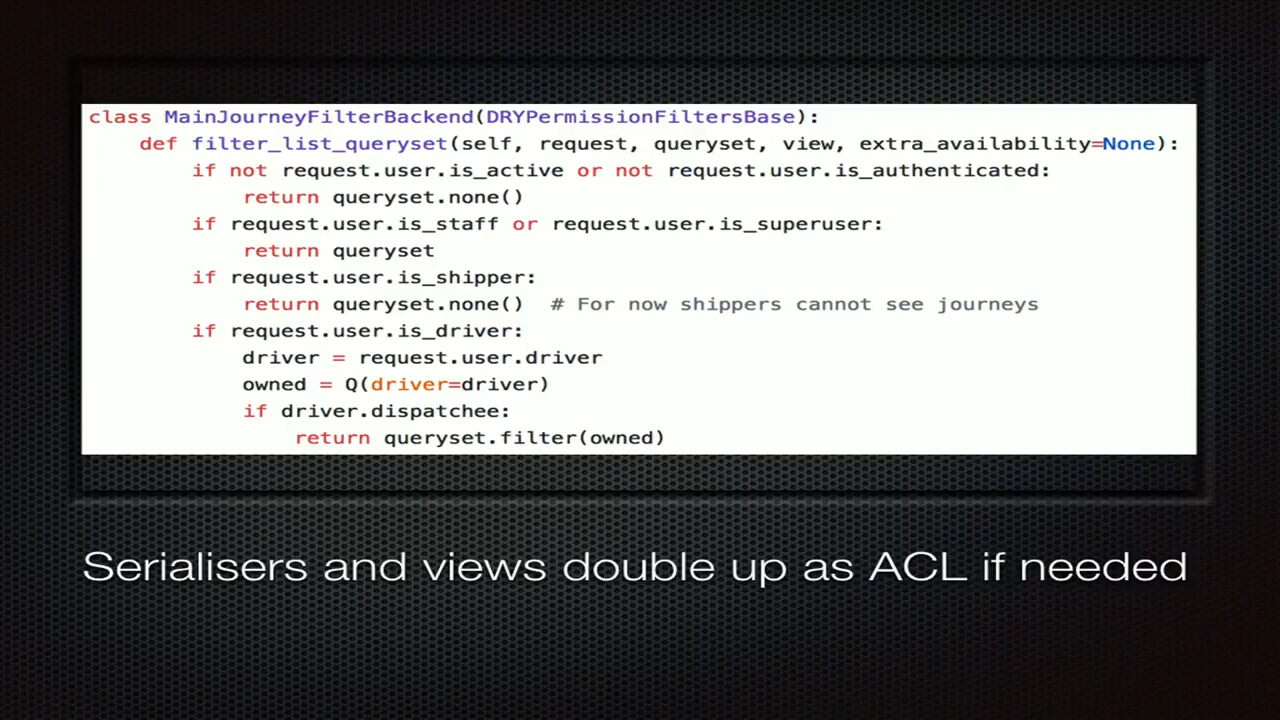 class MainJourneyFilterBackend(DRYPermissionFiltersBase):
    def filter_list_queryset(self, request, queryset, view, extra_availability=None):
        if not request.user.is_active or not request.user.is_authenticated:
            return queryset.none()
        if request.user.is_staff or request.user.is_superuser:
            return queryset
        if request.user.is_shipper:
            return queryset.none()  # For now shippers cannot see journeys
        if request.user.is_driver:
            driver = request.user.driver
            owned = Q(driver=driver)
            if driver.dispatchee:
                return queryset.filter(owned)
Serialisers and views double up as ACL if needed